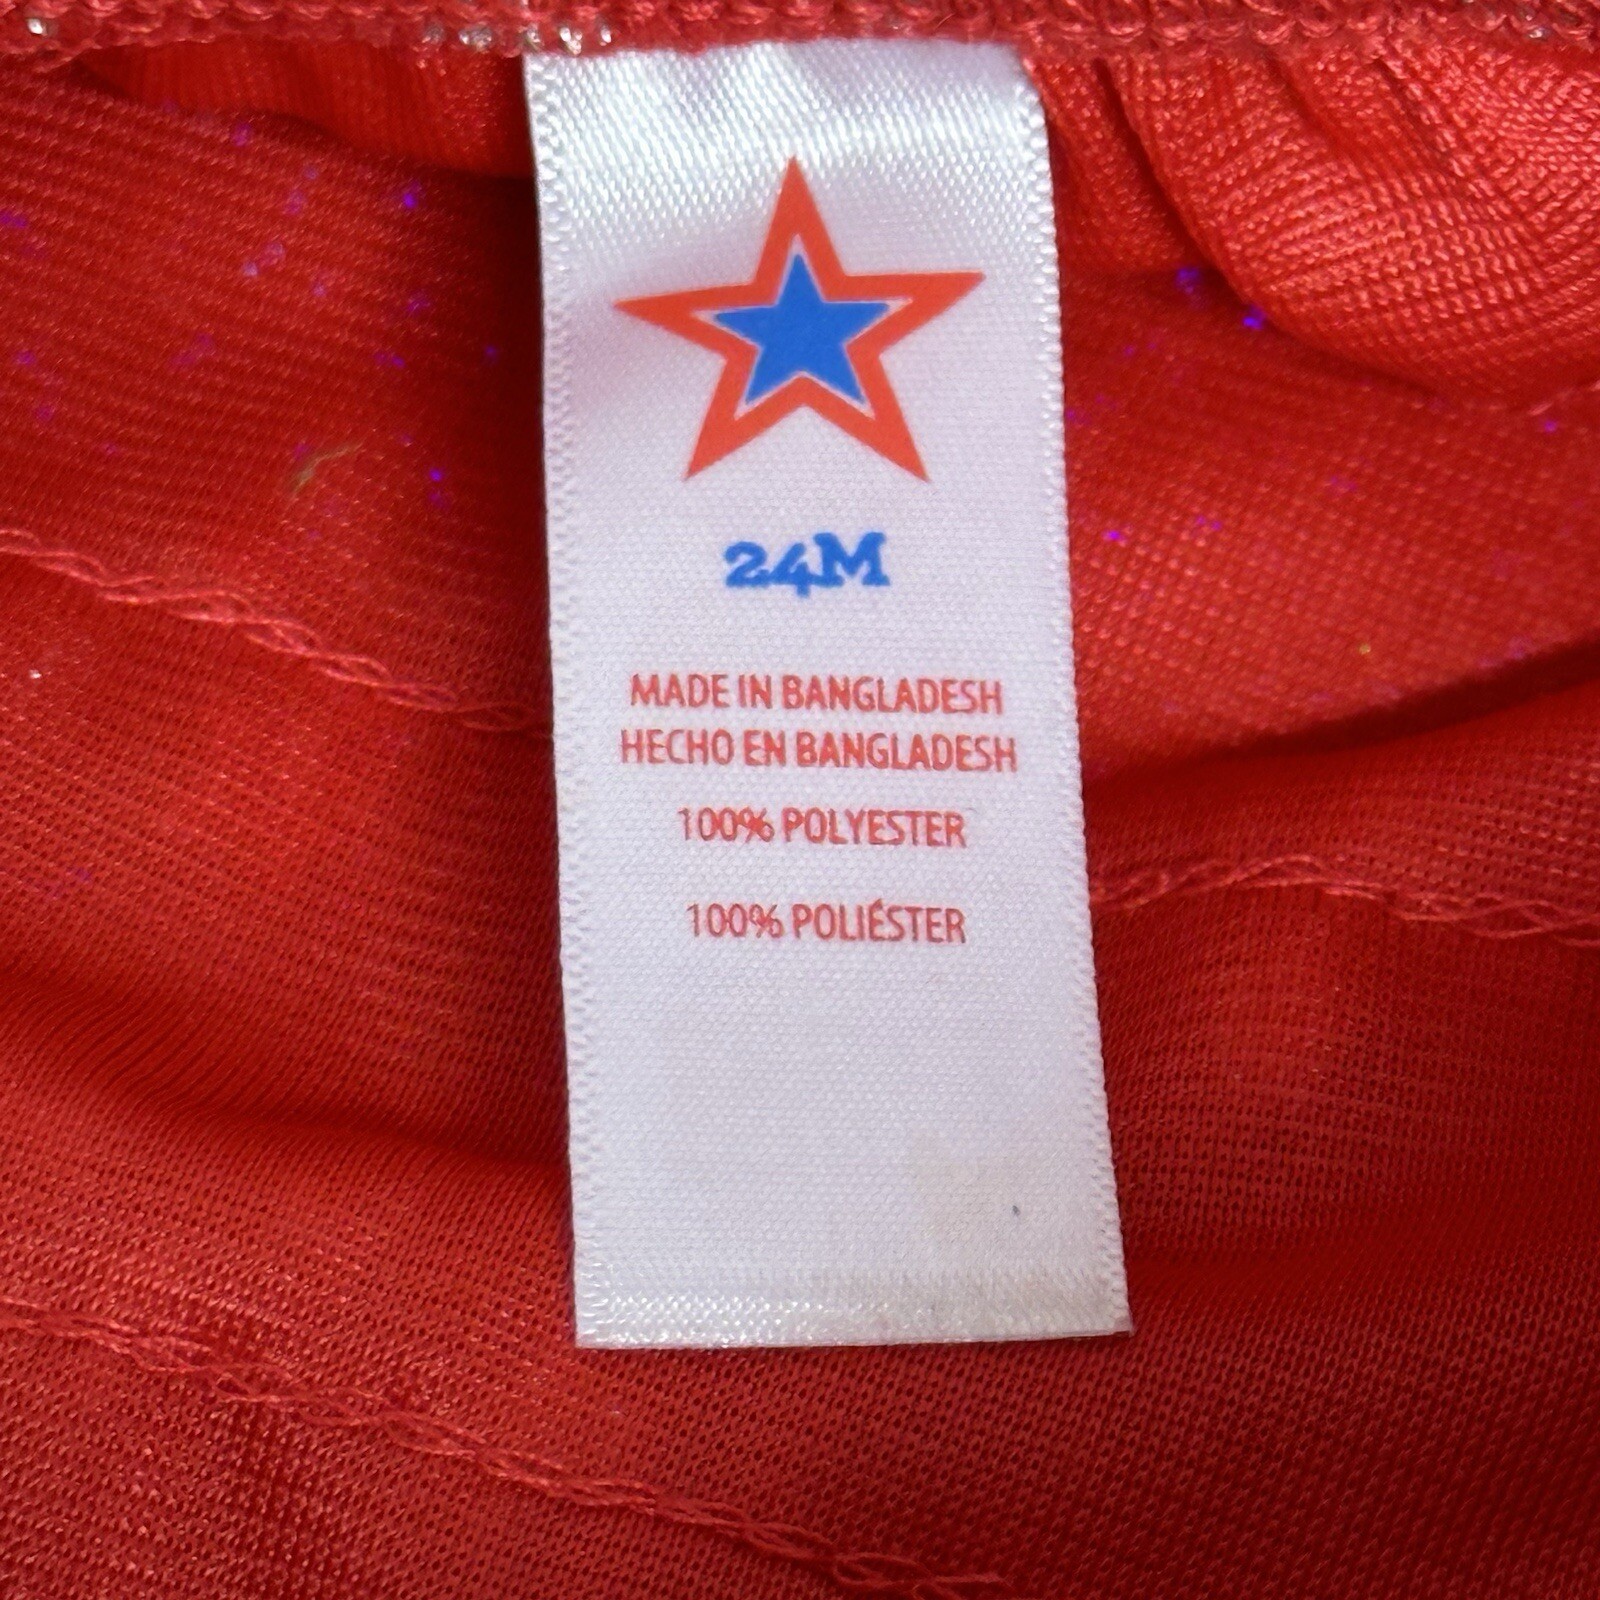 24M
MADE IN BANGLADESH
HECHO EN BANGLADESH
100% POLYESTER
100% POLIÉSTER